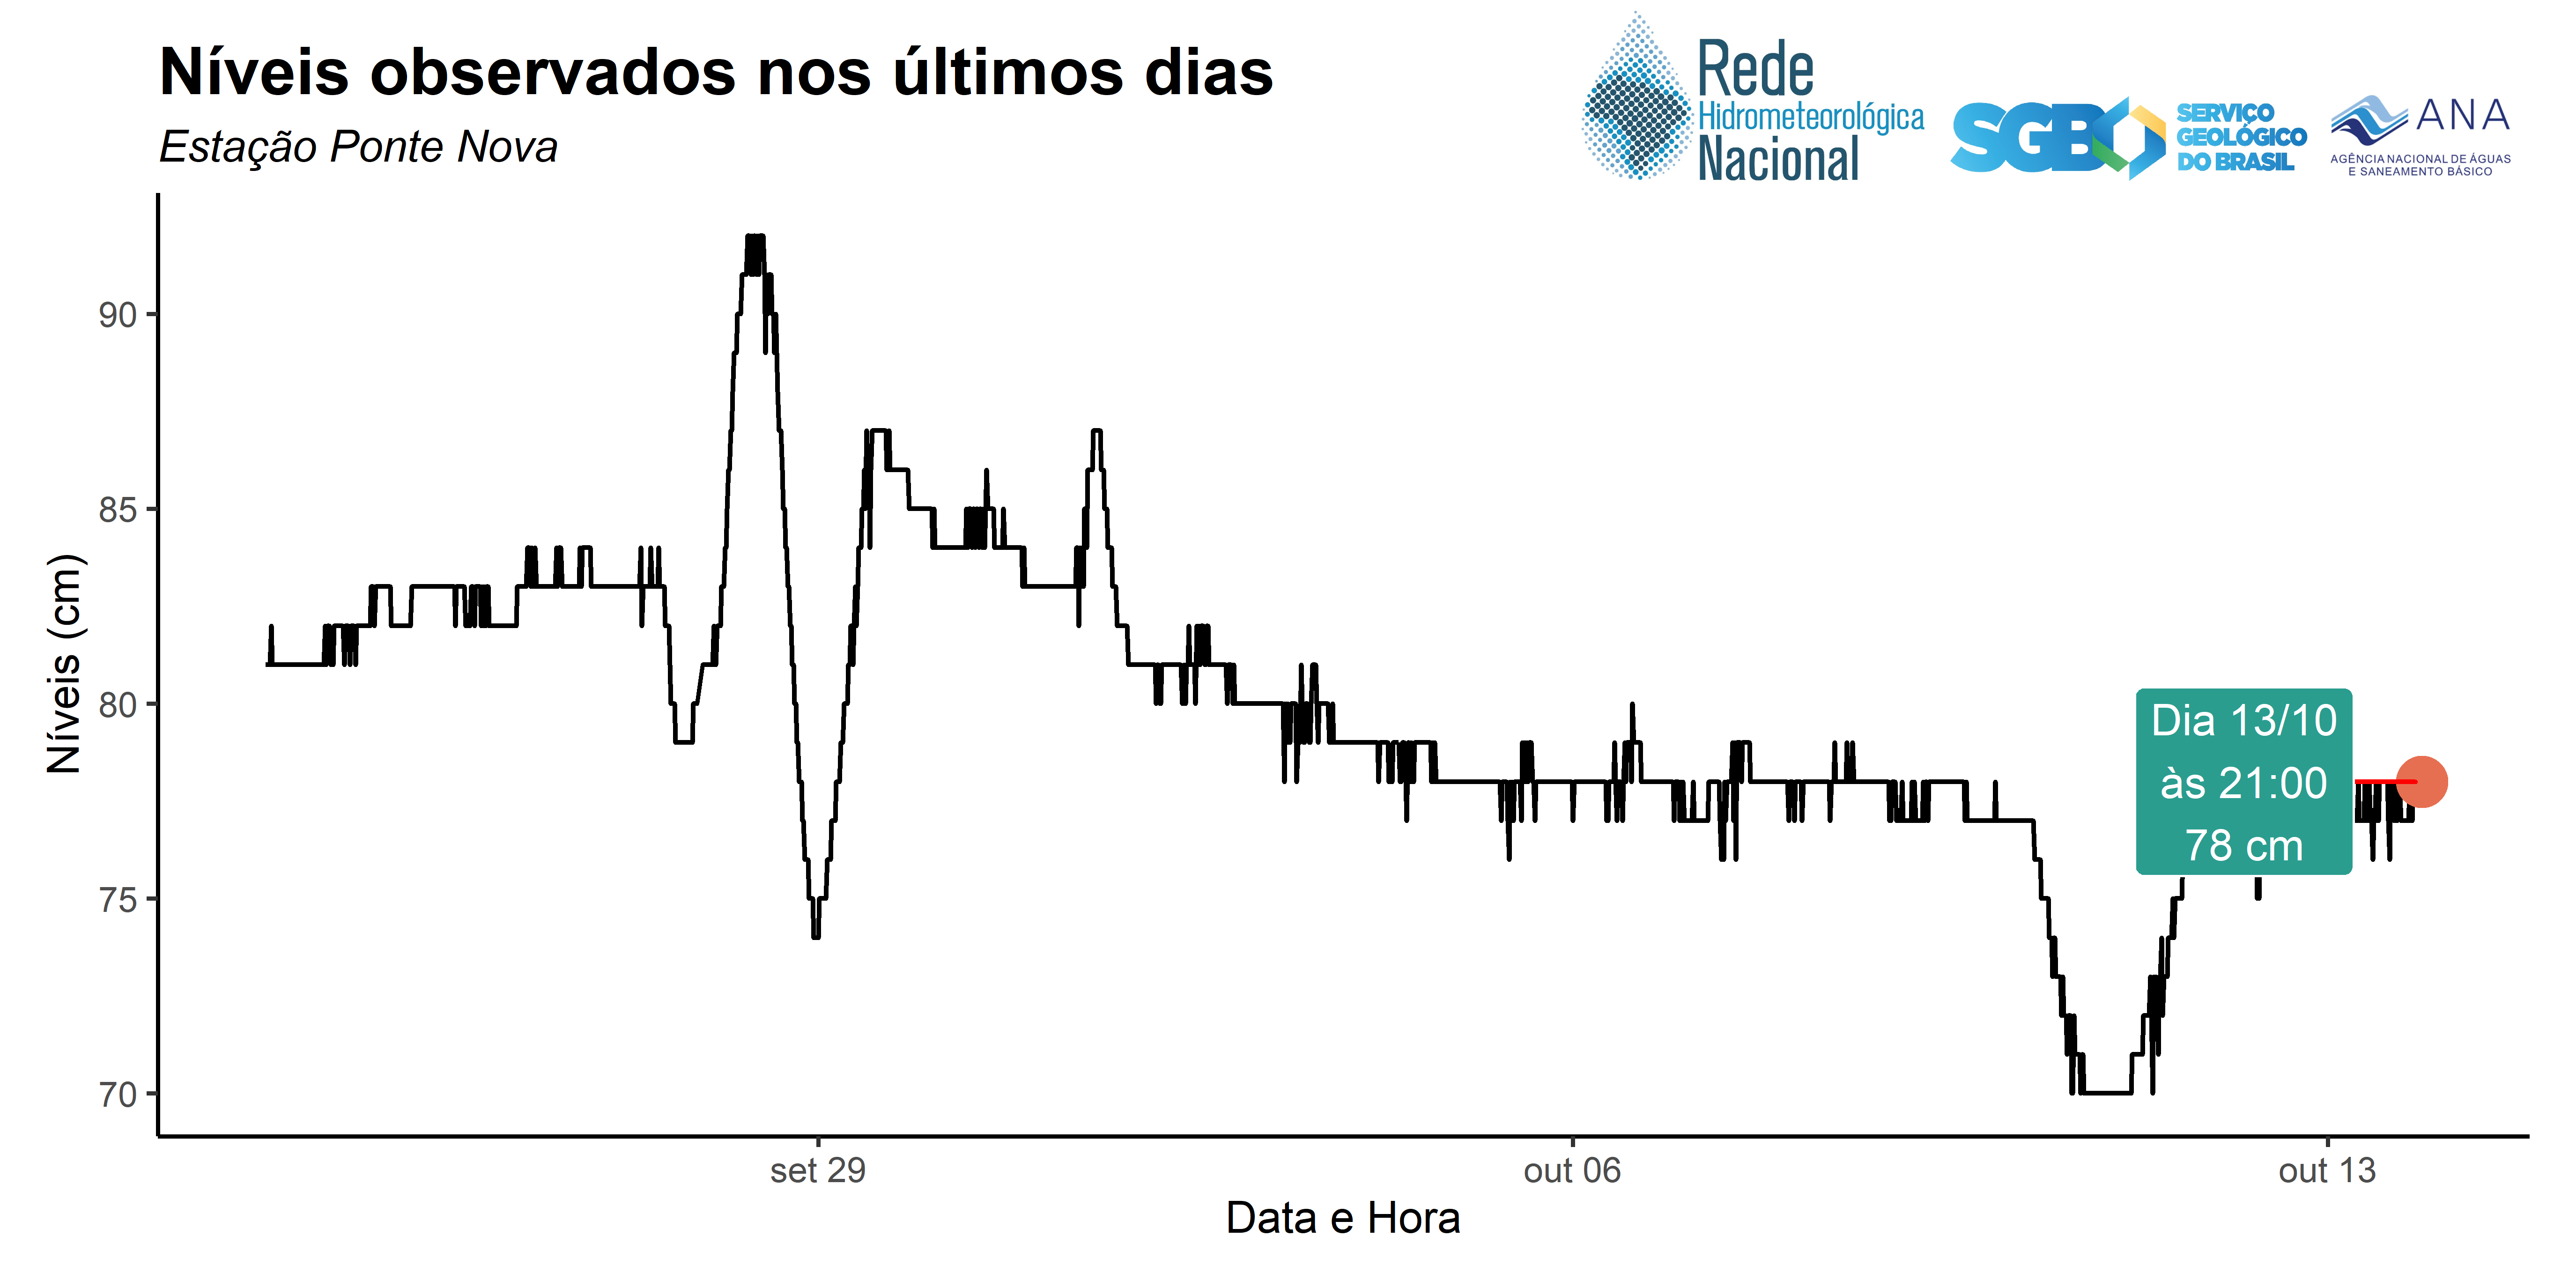 Níveis observados nos últimos dias
Estação Ponte Nova
Rede
Hidrometeorológica
Nacional
SGB
SERVIÇO
GEOLÓGICO
DO BRASIL
ANA
AGÊNCIA NACIONAL DE ÁGUAS
E SANEAMENTO BÁSICO
Níveis (cm)
90
85
80
75
70
Dia 13/10
às 21:00
78 cm
set 29
out 06
out 13
Data e Hora